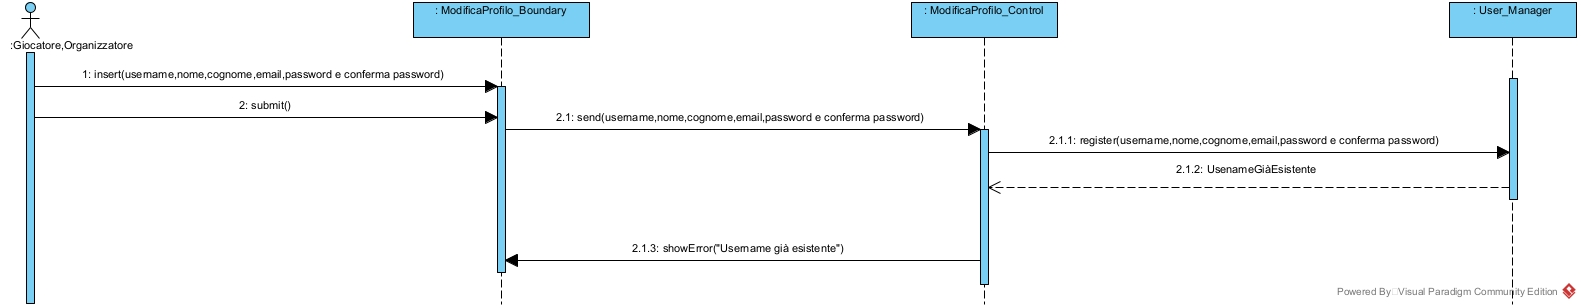 : ModificaProfilo_Boundary
: ModificaProfilo_Control
: User_Manager
:Giocatore,Organizzatore
1: insert(username,nome,cognome,email,password e conferma password)
2: submit()
2.1: send(username,nome,cognome,email,password e conferma password)
2.1.1: register(username,nome,cognome,email,password e conferma password)
2.1.2: UsenameGiàEsistente
2.1.3: showError("Username già esistente")
Powered By Visual Paradigm Community Edition